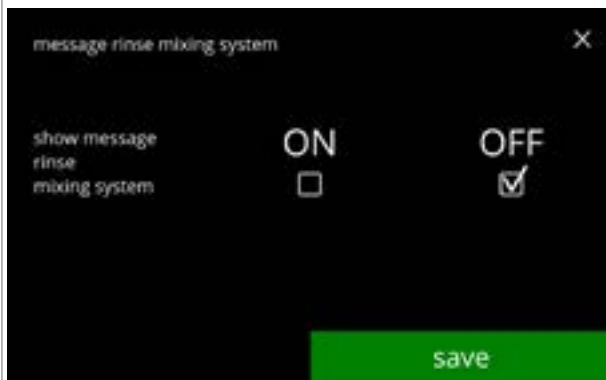 message rinse mixing system
show message
rinse
mixing system
ON
OFF
save